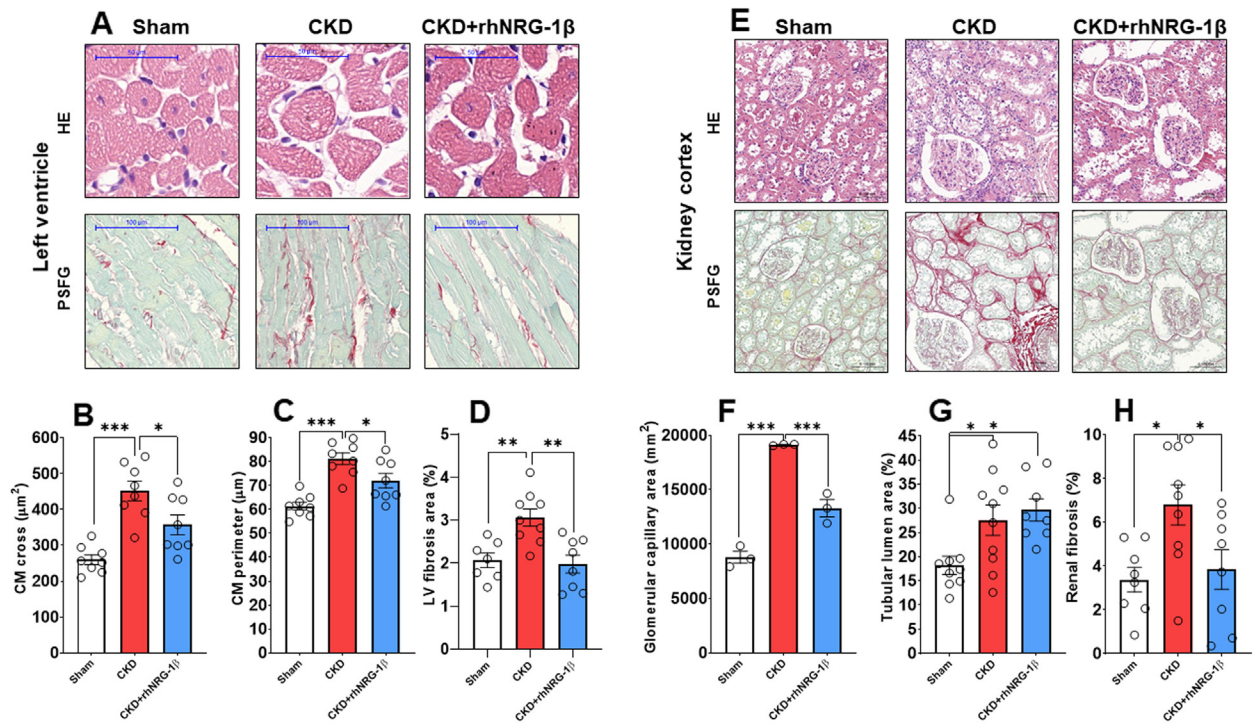 A
Sham
CKD
CKD+rhNRG-1β
Left ventricle
HE
50 µm
50 µm
50 µm
PSFG
100 µm
100 µm
100 µm
E
Sham
CKD
CKD+rhNRG-1β
Kidney cortex
HE
PSFG
B
CM cross (µm²)
600
500
400
300
200
100
0
***
*
Sham
CKD
CKD+rhNRG-1β
C
CM perimeter (µm)
90
80
70
60
50
40
30
20
10
0
***
*
Sham
CKD
CKD+rhNRG-1β
D
LV fibrosis area (%)
5
4
3
2
1
0
**
**
Sham
CKD
CKD+rhNRG-1β
F
Glomerular capillary area (mm²)
20000
15000
10000
5000
0
***
***
Sham
CKD
CKD+rhNRG-1β
G
Tubular lumen area (%)
45
40
35
30
25
20
15
10
5
0
*
*
Sham
CKD
CKD+rhNRG-1β
H
Renal fibrosis (%)
10
8
6
4
2
0
*
*
Sham
CKD
CKD+rhNRG-1β